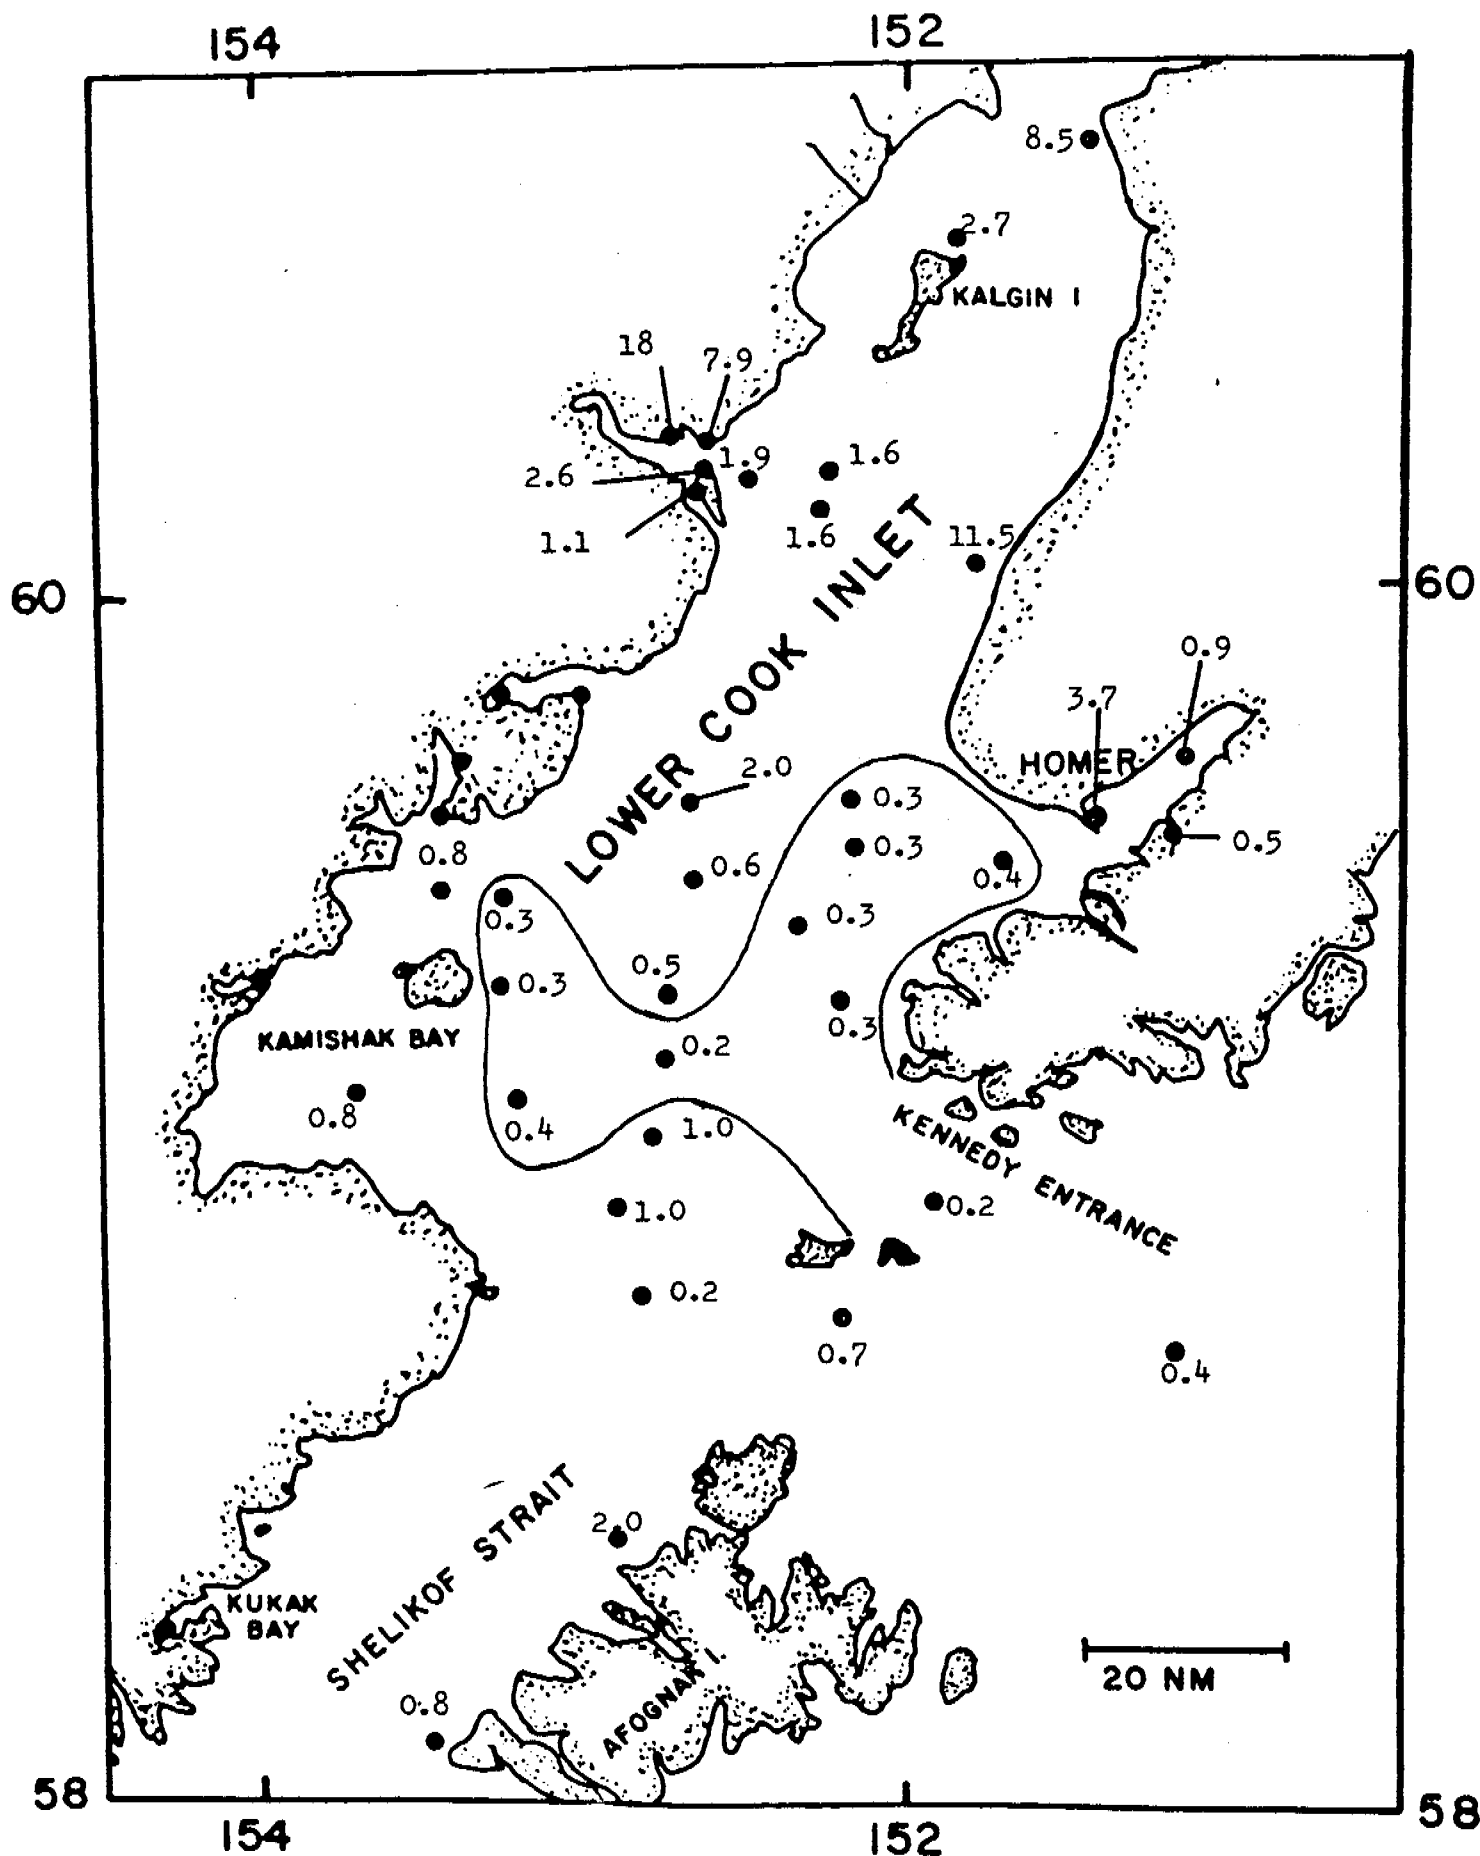 154 152
8.5
2.7
KALGIN I
18 7.9
1.9 1.6
2.6
1.1 1.6 11.5
LOWER COOK INLET
60 60
0.9
3.7
HOMER
2.0
0.3
0.3 0.5
0.8
0.6 0.4
0.3 0.3
0.5
0.3
0.3
KAMISHAK BAY 0.2
0.8
0.4 1.0
KENNEDY ENTRANCE
1.0 0.2
0.2
0.7
0.4
SHELIKOF STRAIT
2.0
KUKAK
BAY
AFOGNAK I.
20 NM
0.8
58 58
154 152